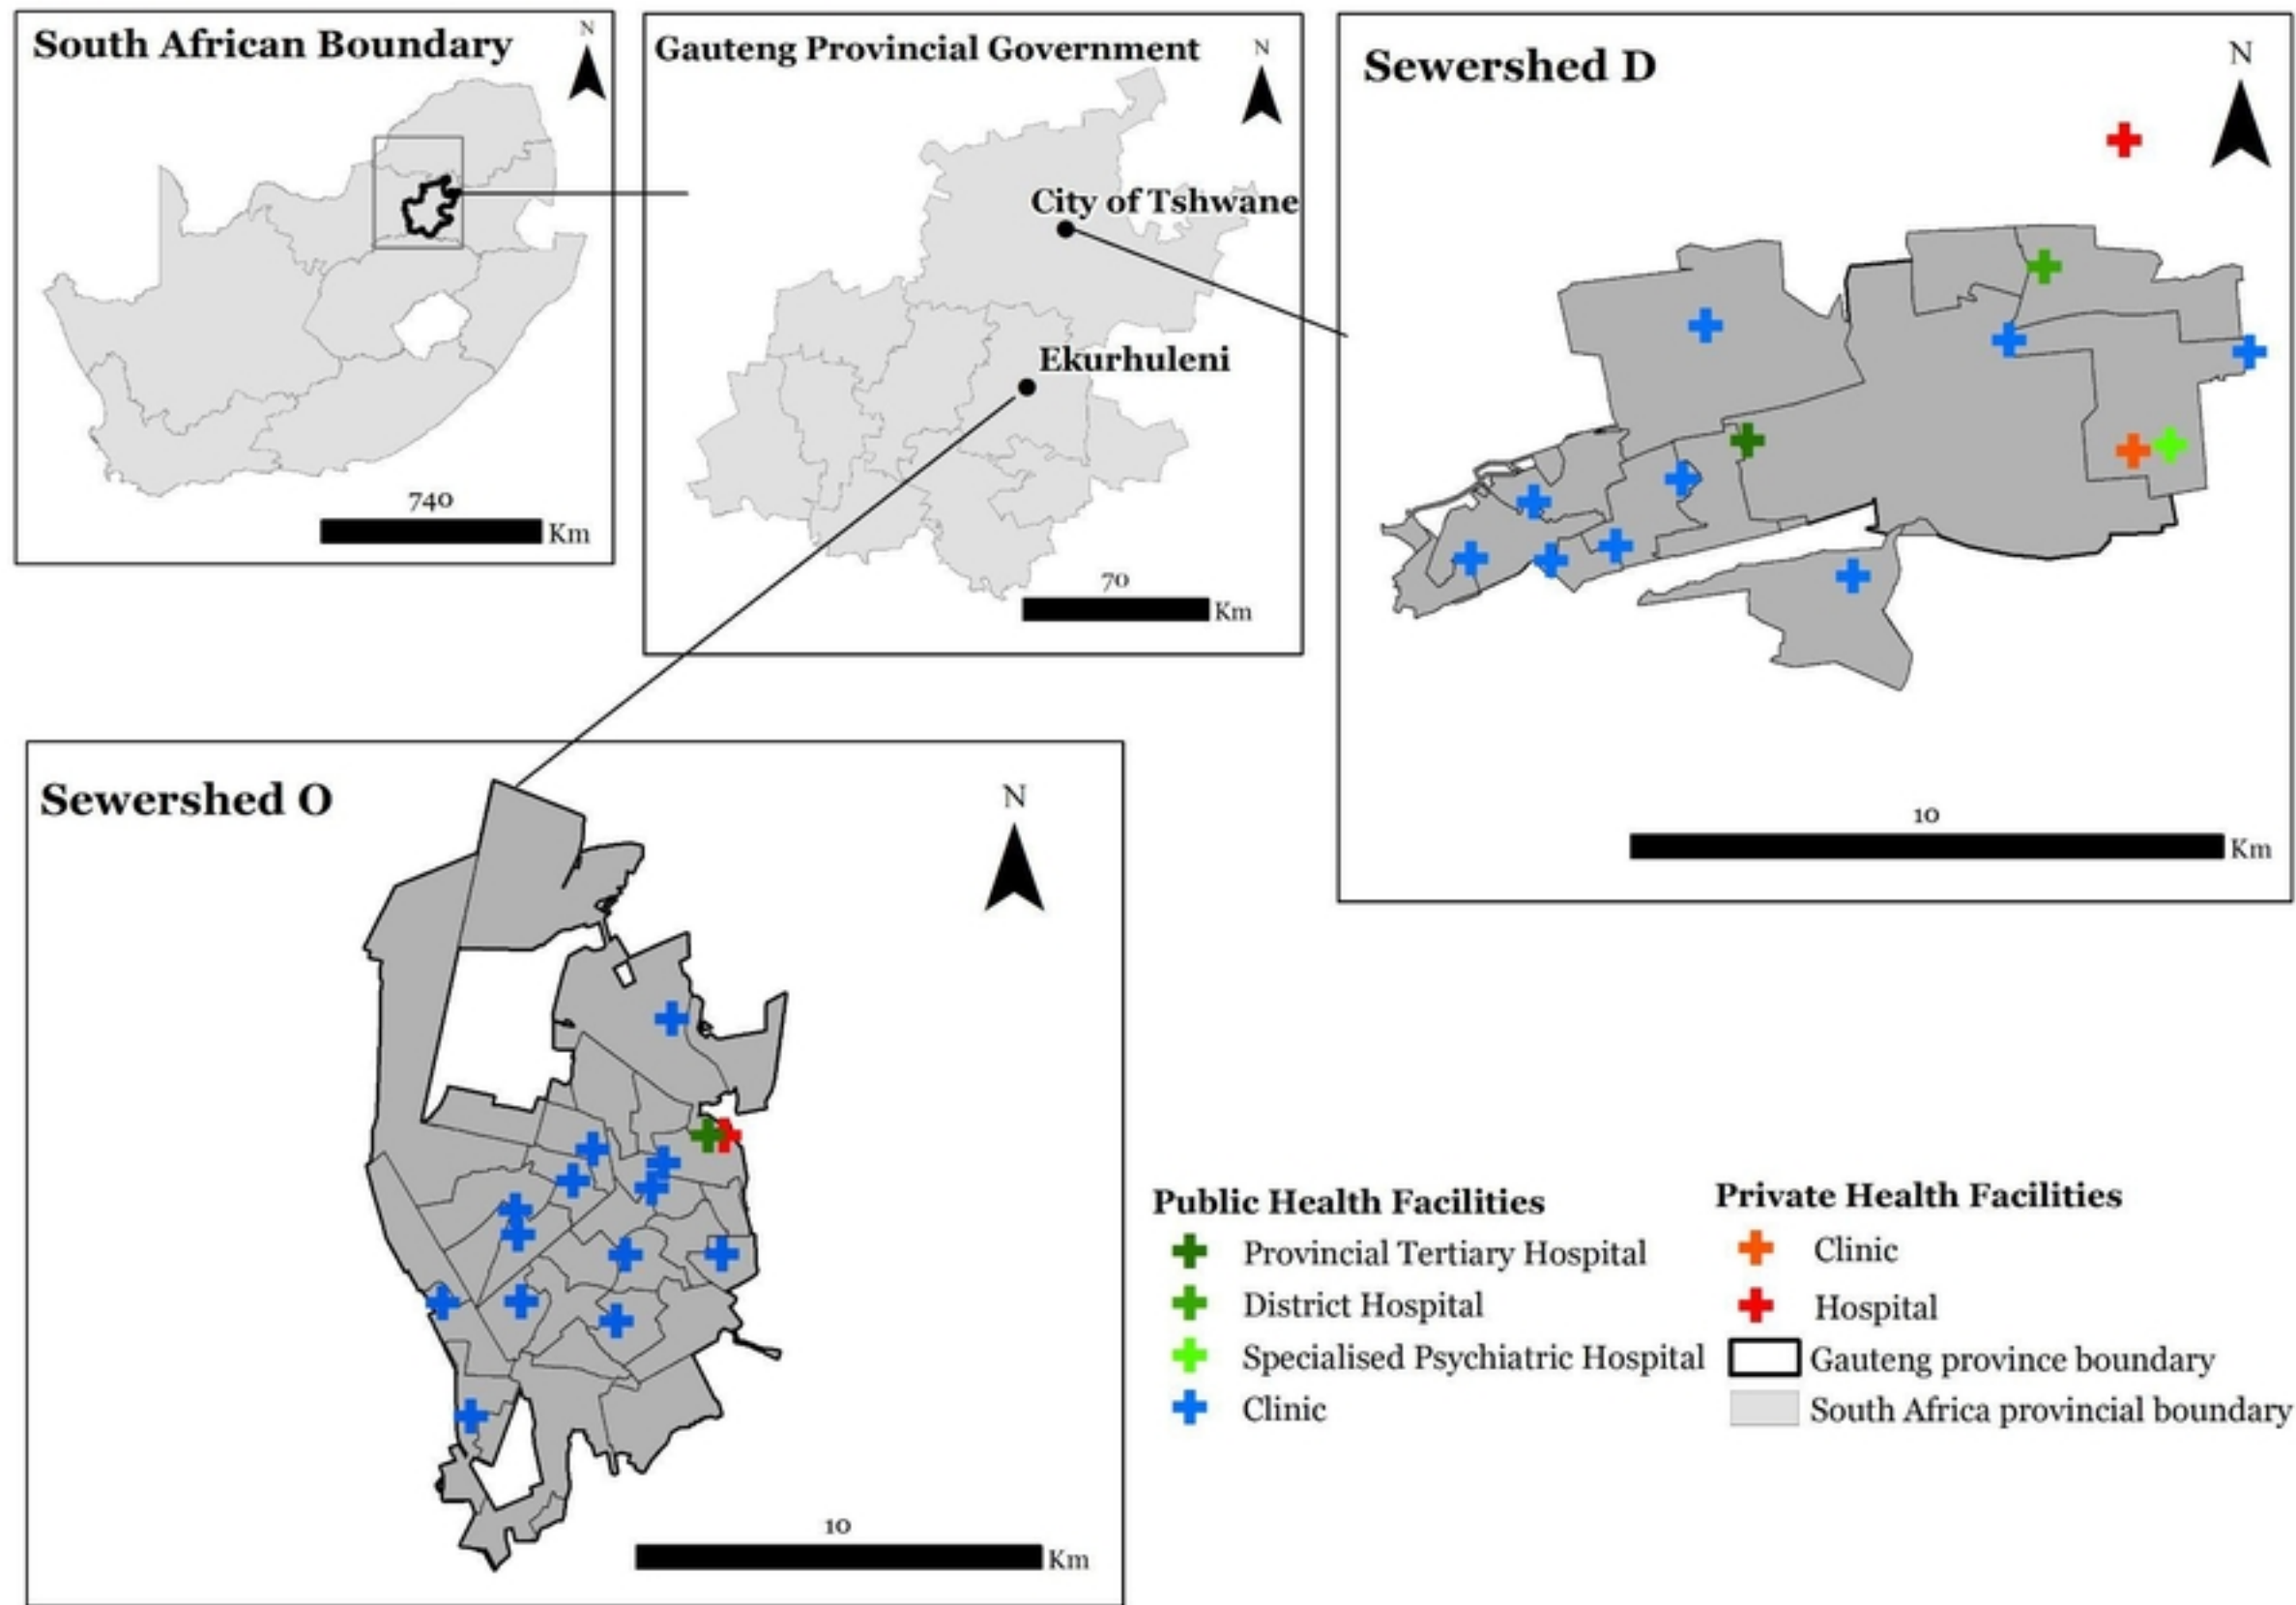 South African Boundary
N
740
Km
Gauteng Provincial Government
N
City of Tshwane
Ekurhuleni
70
Km
Sewershed D
N
10
Km
Sewershed O
N
10
Km
Public Health Facilities
Provincial Tertiary Hospital
District Hospital
Specialised Psychiatric Hospital
Clinic
Private Health Facilities
Clinic
Hospital
Gauteng province boundary
South Africa provincial boundary